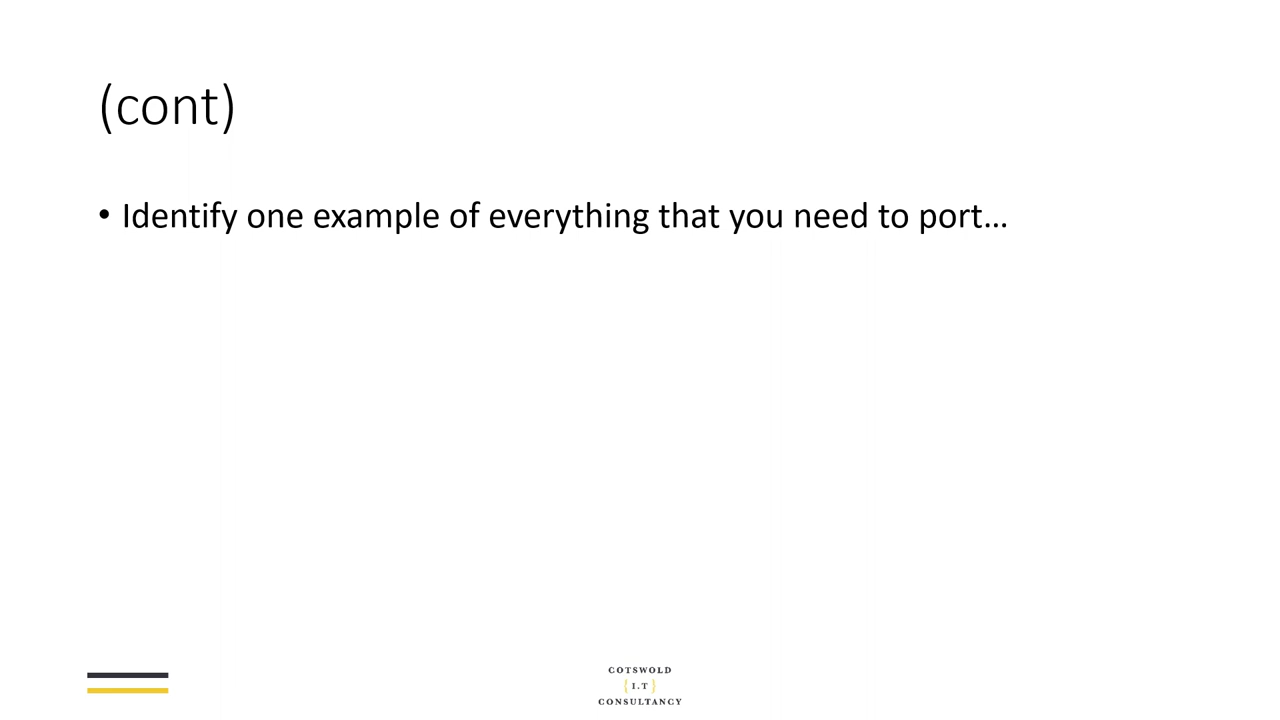 (cont)
• Identify one example of everything that you need to port…
COTSWOLD
{ I.T }
CONSULTANCY